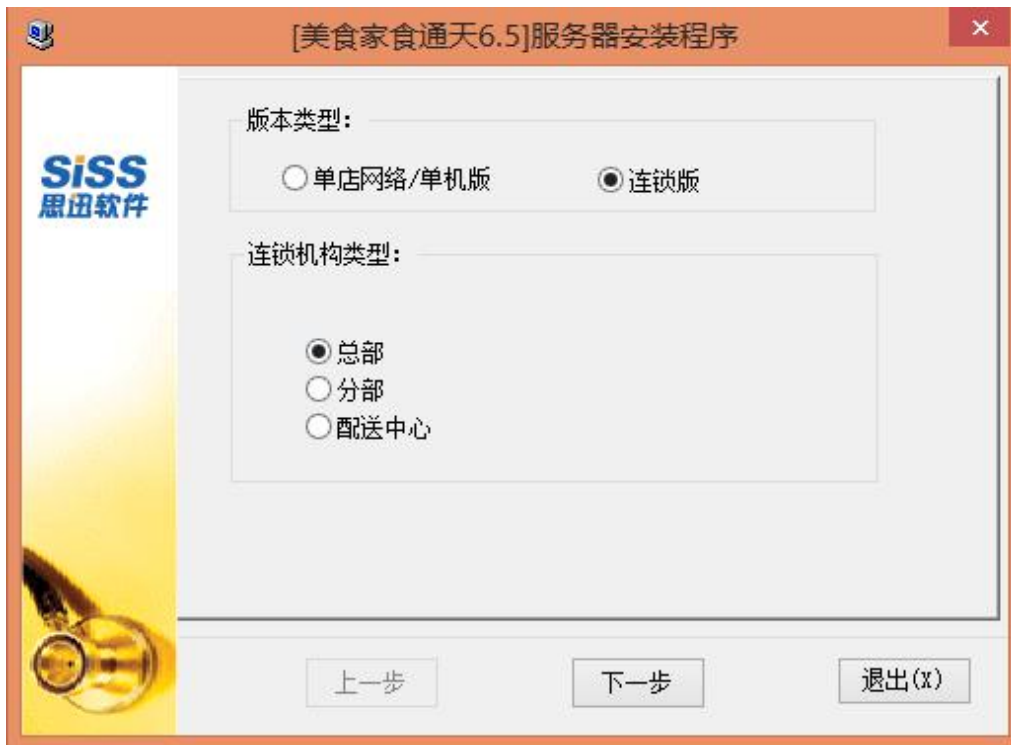 [美食家食通天6.5]服务器安装程序
SiSS
思迅软件
版本类型：
单店网络/单机版 连锁版
连锁机构类型：
总部
分部
配送中心
上一步 下一步 退出(X)